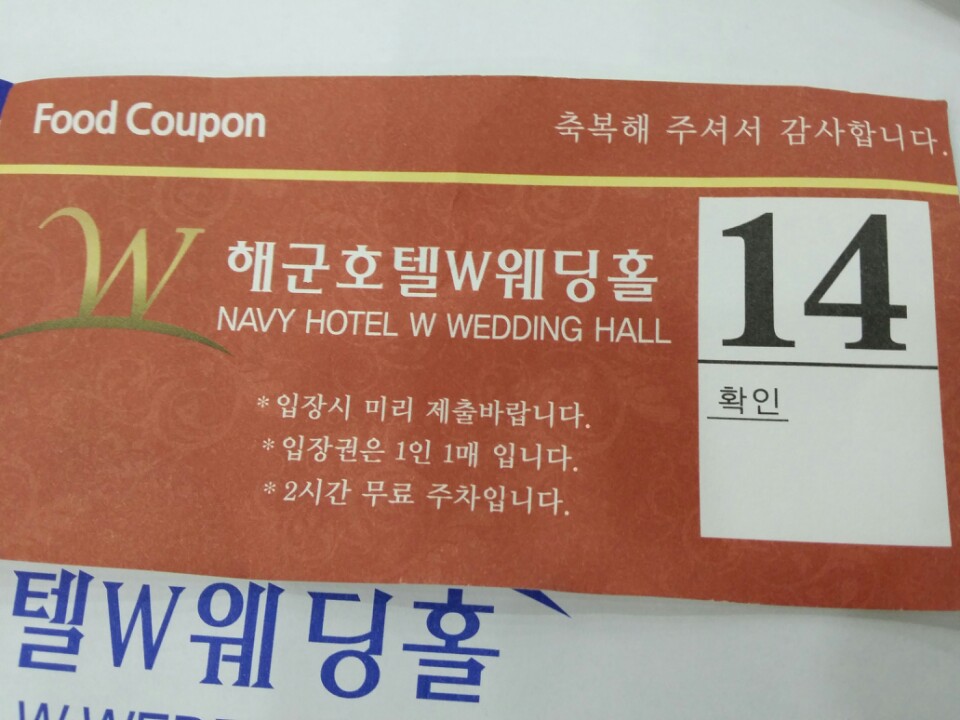 Food Coupon
축복해 주셔서 감사합니다.
W
해군호텔W웨딩홀
NAVY HOTEL W WEDDING HALL
14
확인
*입장시 미리 제출바랍니다.
*입장권은 1인 1매 입니다.
*2시간 무료 주차입니다.
텔W웨딩홀
W WEDD